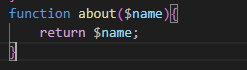 function about($name){
    return $name;
}